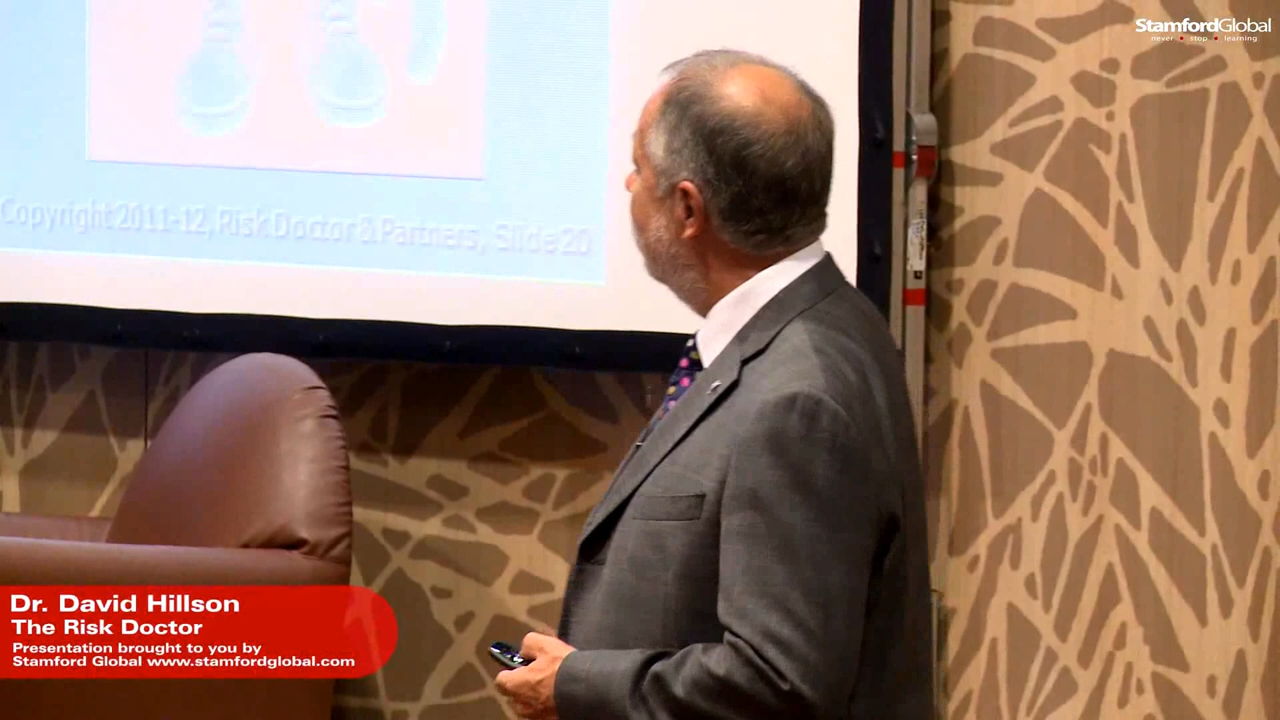 StamfordGlobal
never • stop • learning
Copyright 2011-12, Risk Doctor & Partners, Slide 20
Dr. David Hillson
The Risk Doctor
Presentation brought to you by
Stamford Global www.stamfordglobal.com